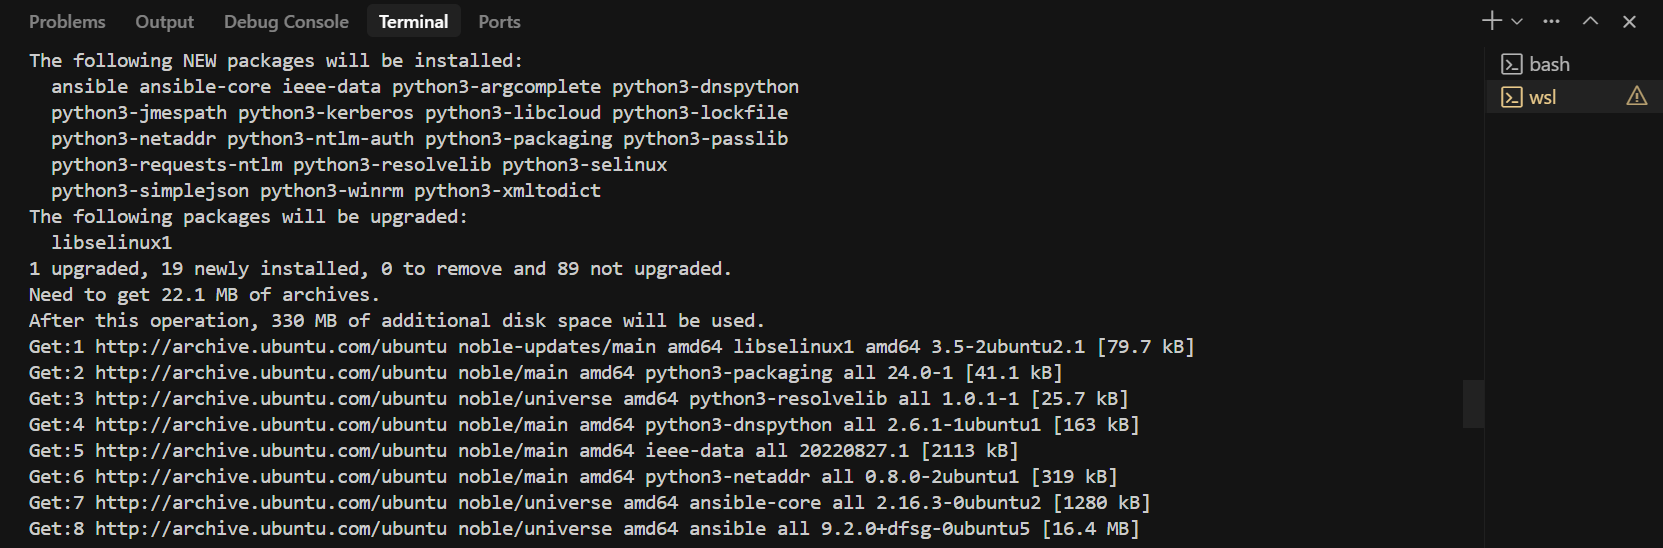 Problems Output Debug Console Terminal Ports
The following NEW packages will be installed:
  ansible ansible-core ieee-data python3-argcomplete python3-dnspython
  python3-jmespath python3-kerberos python3-libcloud python3-lockfile
  python3-netaddr python3-ntlm-auth python3-packaging python3-passlib
  python3-requests-ntlm python3-resolvelib python3-selinux
  python3-simplejson python3-winrm python3-xmltodict
The following packages will be upgraded:
  libselinux1
1 upgraded, 19 newly installed, 0 to remove and 89 not upgraded.
Need to get 22.1 MB of archives.
After this operation, 330 MB of additional disk space will be used.
Get:1 http://archive.ubuntu.com/ubuntu noble-updates/main amd64 libselinux1 amd64 3.5-2ubuntu2.1 [79.7 kB]
Get:2 http://archive.ubuntu.com/ubuntu noble/main amd64 python3-packaging all 24.0-1 [41.1 kB]
Get:3 http://archive.ubuntu.com/ubuntu noble/universe amd64 python3-resolvelib all 1.0.1-1 [25.7 kB]
Get:4 http://archive.ubuntu.com/ubuntu noble/main amd64 python3-dnspython all 2.6.1-1ubuntu1 [163 kB]
Get:5 http://archive.ubuntu.com/ubuntu noble/main amd64 ieee-data all 20220827.1 [2113 kB]
Get:6 http://archive.ubuntu.com/ubuntu noble/main amd64 python3-netaddr all 0.8.0-2ubuntu1 [319 kB]
Get:7 http://archive.ubuntu.com/ubuntu noble/universe amd64 ansible-core all 2.16.3-0ubuntu2 [1280 kB]
Get:8 http://archive.ubuntu.com/ubuntu noble/universe amd64 ansible all 9.2.0+dfsg-0ubuntu5 [16.4 MB]
bash
wsl